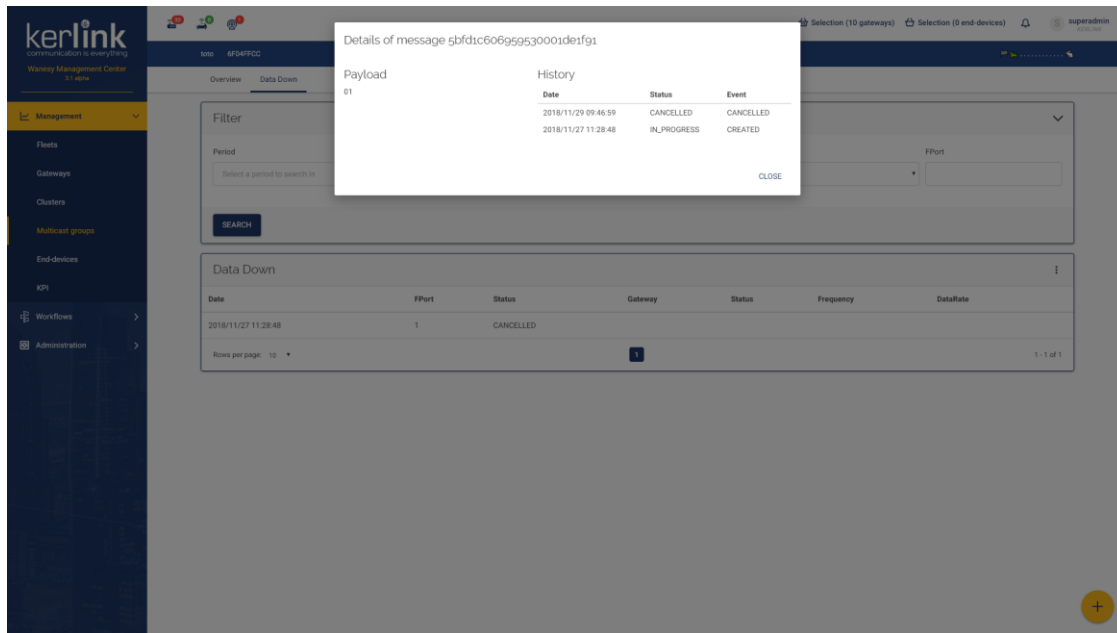 kerlink
communication is everything
Wanesy Management Center
3.1 alpha
Management
Fleets
Gateways
Clusters
Multicast groups
End-devices
KPI
Workflows
Administration
Selection (10 gateways) Selection (0 end-devices) S superadmin
toto 6F04FFCC
Overview Data Down
Details of message 5bfd1c606959530001de1f91
Payload
01
History
Date Status Event
2018/11/29 09:46:59 CANCELLED CANCELLED
2018/11/27 11:28:48 IN_PROGRESS CREATED
CLOSE
Filter
Period FPort
Select a period to search in
SEARCH
Data Down
Date FPort Status Gateway Status Frequency DataRate
2018/11/27 11:28:48 1 CANCELLED
Rows per page: 10 1 1 - 1 of 1